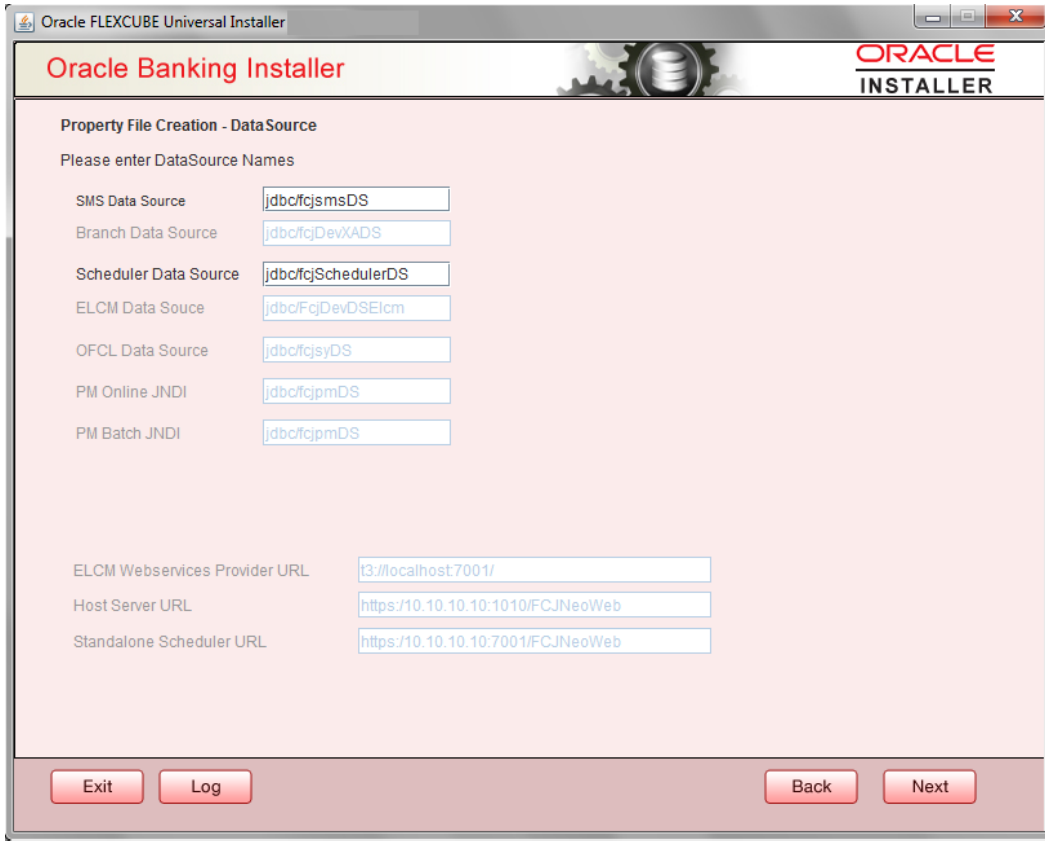 Oracle FLEXCUBE Universal Installer
Oracle Banking Installer
ORACLE
INSTALLER
Property File Creation - DataSource
Please enter DataSource Names
SMS Data Source jdbc/fcjsmsDS
Branch Data Source jdbc/fcjDevXADS
Scheduler Data Source jdbc/fcjSchedulerDS
ELCM Data Souce jdbc/FcjDevDSElcm
OFCL Data Source jdbc/fcjsyDS
PM Online JNDI jdbc/fcjpmDS
PM Batch JNDI jdbc/fcjpmDS
ELCM Webservices Provider URL t3://localhost:7001/
Host Server URL https:/10.10.10.10:1010/FCJNeoWeb
Standalone Scheduler URL https:/10.10.10.10:7001/FCJNeoWeb
Exit Log Back Next